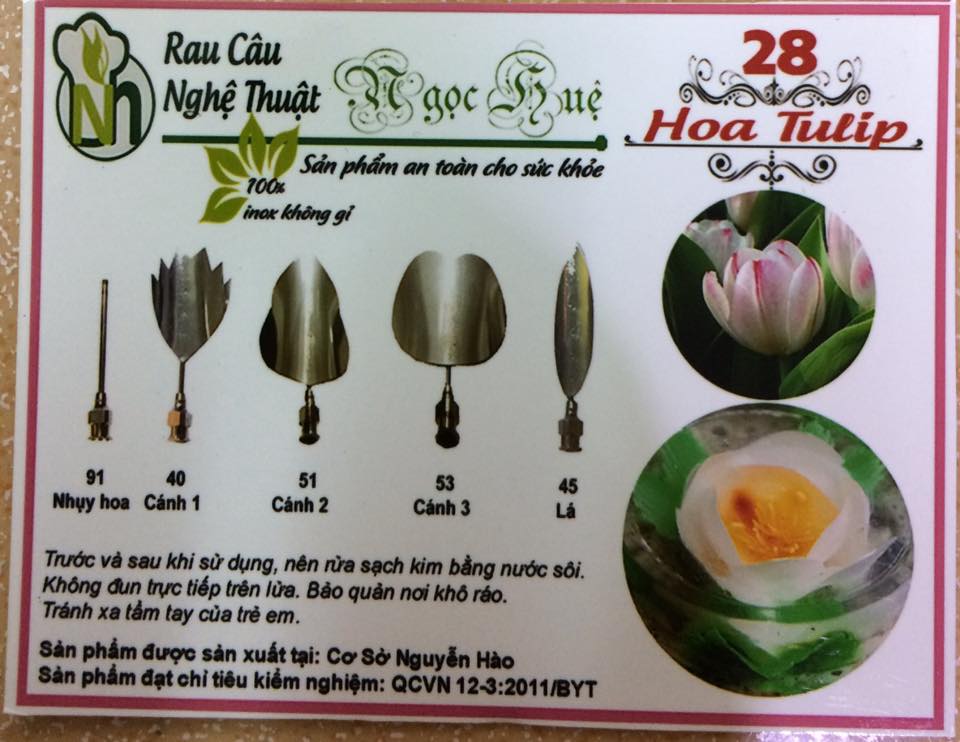 Nh
Rau Câu
Nghệ Thuật Ngọc Huệ
28
Hoa Tulip
Sản phẩm an toàn cho sức khỏe
100%
inox không gỉ
91 40 51 53 45
Nhụy hoa Cánh 1 Cánh 2 Cánh 3 Lá
Trước và sau khi sử dụng, nên rửa sạch kim bằng nước sôi.
Không đun trực tiếp trên lửa. Bảo quản nơi khô ráo.
Tránh xa tầm tay của trẻ em.
Sản phẩm được sản xuất tại: Cơ Sở Nguyễn Hào
Sản phẩm đạt chỉ tiêu kiểm nghiệm: QCVN 12-3:2011/BYT